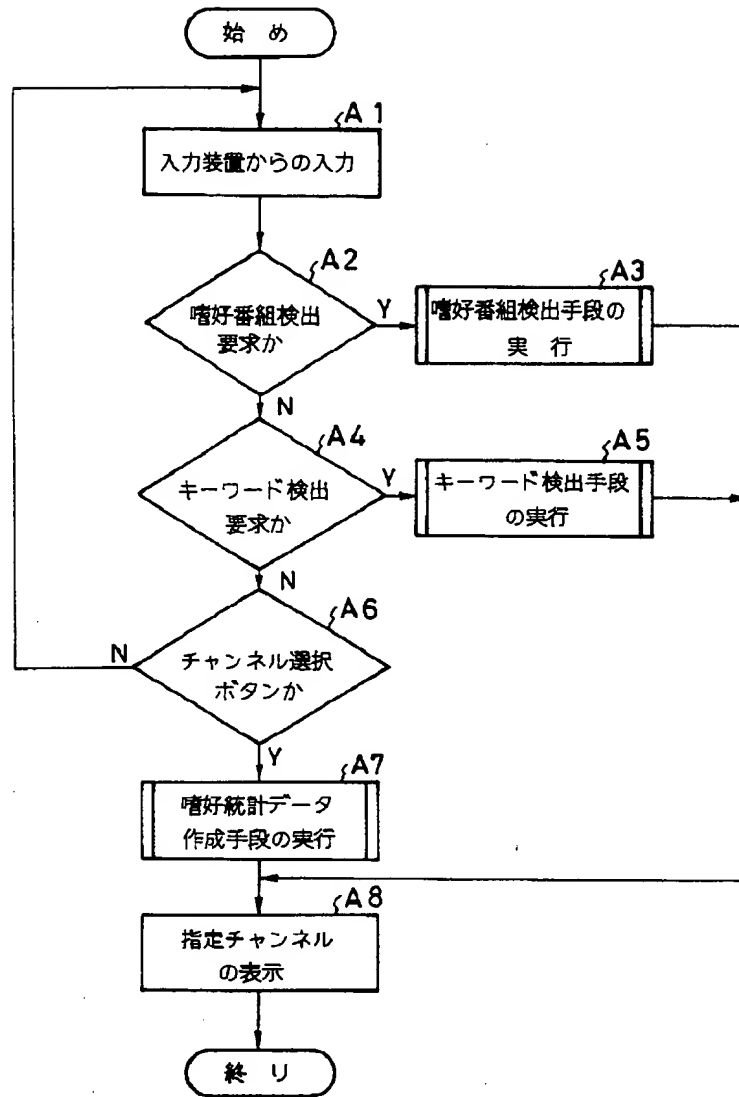 始 め
A1
入力装置からの入力
A2
嗜好番組検出
要求か
Y
A3
嗜好番組検出手段の
実 行
N
A4
キーワード検出
要求か
Y
A5
キーワード検出手段
の実行
N
A6
チャンネル選択
ボタンか
N
Y
A7
嗜好統計データ
作成手段の実行
A8
指定チャンネル
の表示
終 り